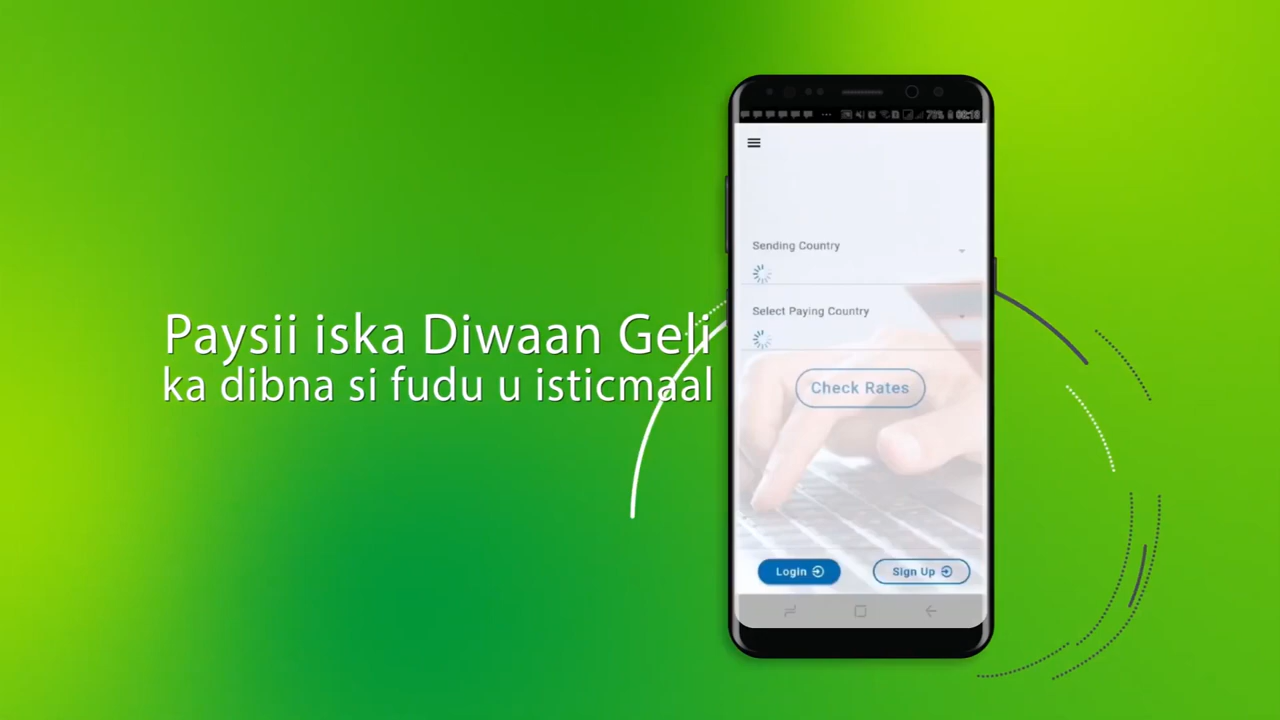 Paysii iska Diwaan Geli
ka dibna si fudu u isticmaal
Sending Country
Select Paying Country
Check Rates
Login
Sign Up